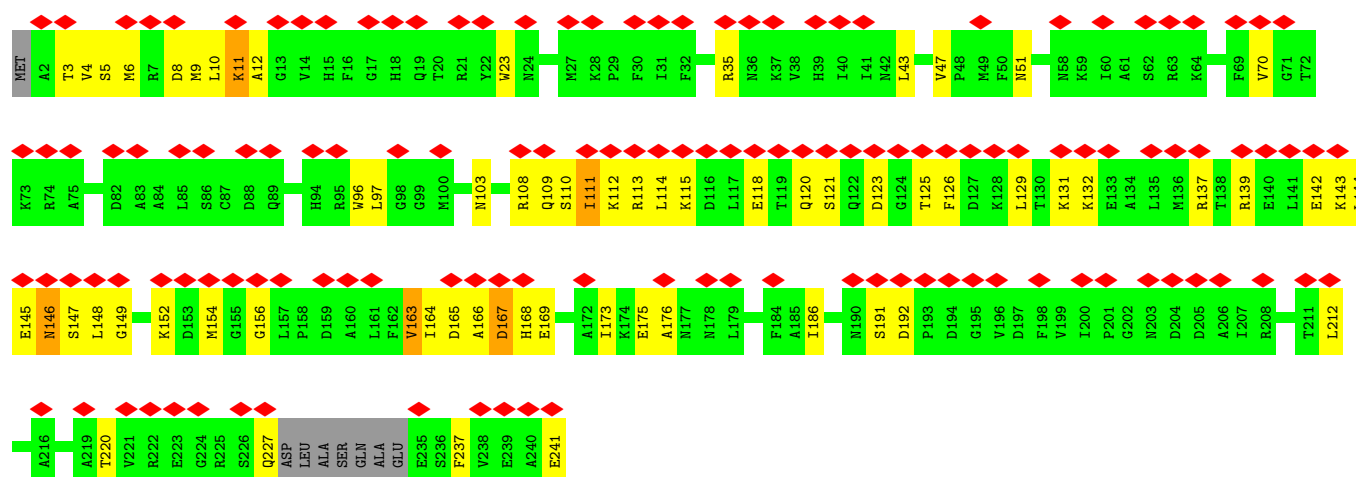 MET A2 T3 V4 S5 M6 R7 D8 M9 L10 K11 A12 G13 V14 H15 F16 G17 H18 Q19 T20 R21 Y22 W23 N24 M27 K28 P29 F30 I31 F32 R35 N36 K37 V38 H39 I40 I41 N42 L43 V47 P48 M49 F50 N51 N58 K59 I60 A61 S62 R63 K64 F69 V70 G71 T72
K73 R74 A75 D82 A83 A84 L85 S86 C87 D88 Q89 H94 R95 W96 L97 G98 G99 M100 N103 R108 Q109 S110 I111 K112 R113 L114 K115 D116 L117 E118 T119 Q120 S121 Q122 D123 G124 T125 F126 D127 K128 L129 T130 K131 K132 E133 A134 L135 M136 R137 T138 R139 E140 L141 E142 K143
E145 N146 S147 L148 G149 K152 D153 M154 G155 G156 L157 P158 D159 A160 L161 F162 V163 I164 D165 A166 D167 H168 E169 A172 I173 K174 E175 A176 N177 N178 L179 F184 A185 I186 N190 S191 D192 P193 D194 G195 V196 D197 F198 V199 I200 P201 G202 N203 D204 D205 A206 I207 R208 T211 L212
A216 A219 T220 V221 R222 E223 G224 R225 S226 Q227 ASP LEU ALA SER GLN ALA GLU E235 S236 F237 V238 E239 A240 E241